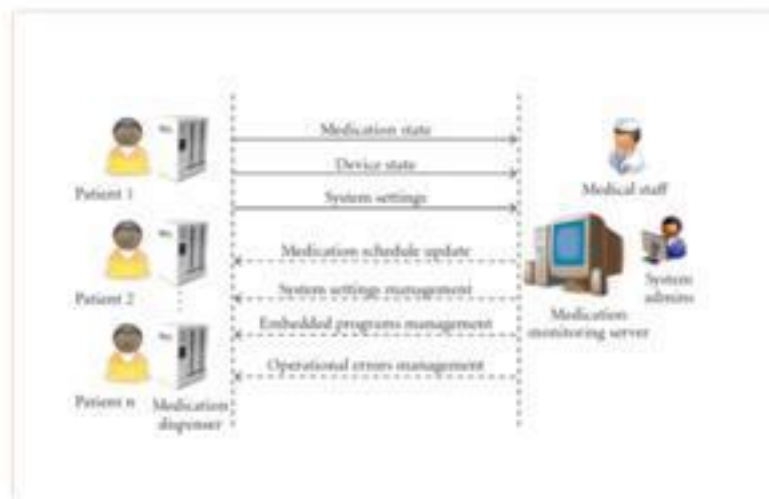 Medication state
Device state
Patient 1
System settings
Medical staff
Medication schedule update
Patient 2
System settings management
System
admins
Embedded programs management
Medication
monitoring server
Operational errors management
Patient n
Medication
dispenser